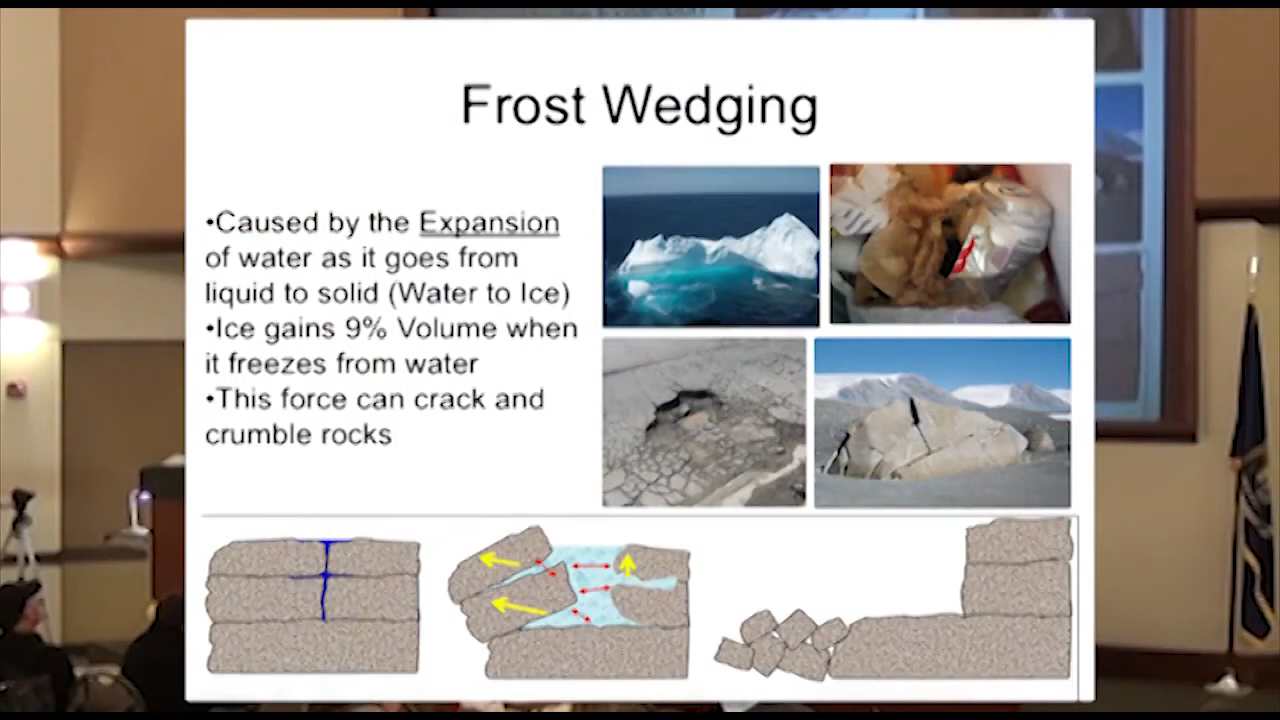 Frost Wedging
•Caused by the Expansion
of water as it goes from
liquid to solid (Water to Ice)
•Ice gains 9% Volume when
it freezes from water
•This force can crack and
crumble rocks